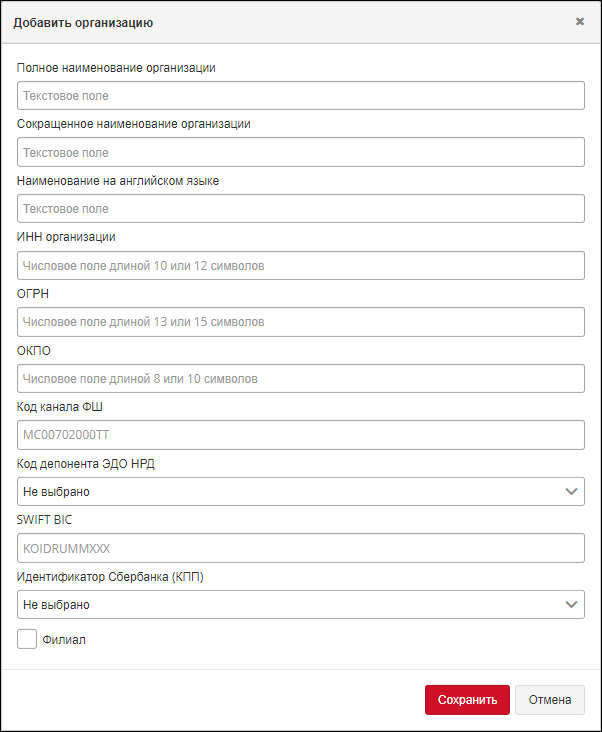 Добавить организацию
Полное наименование организации
Текстовое поле
Сокращенное наименование организации
Текстовое поле
Наименование на английском языке
Текстовое поле
ИНН организации
Числовое поле длиной 10 или 12 символов
ОГРН
Числовое поле длиной 13 или 15 символов
ОКПО
Числовое поле длиной 8 или 10 символов
Код канала ФШ
MC00702000TT
Код депонента ЭДО НРД
Не выбрано
SWIFT BIC
KOIDRUMMXXX
Идентификатор Сбербанка (КПП)
Не выбрано
Филиал
Сохранить Отмена